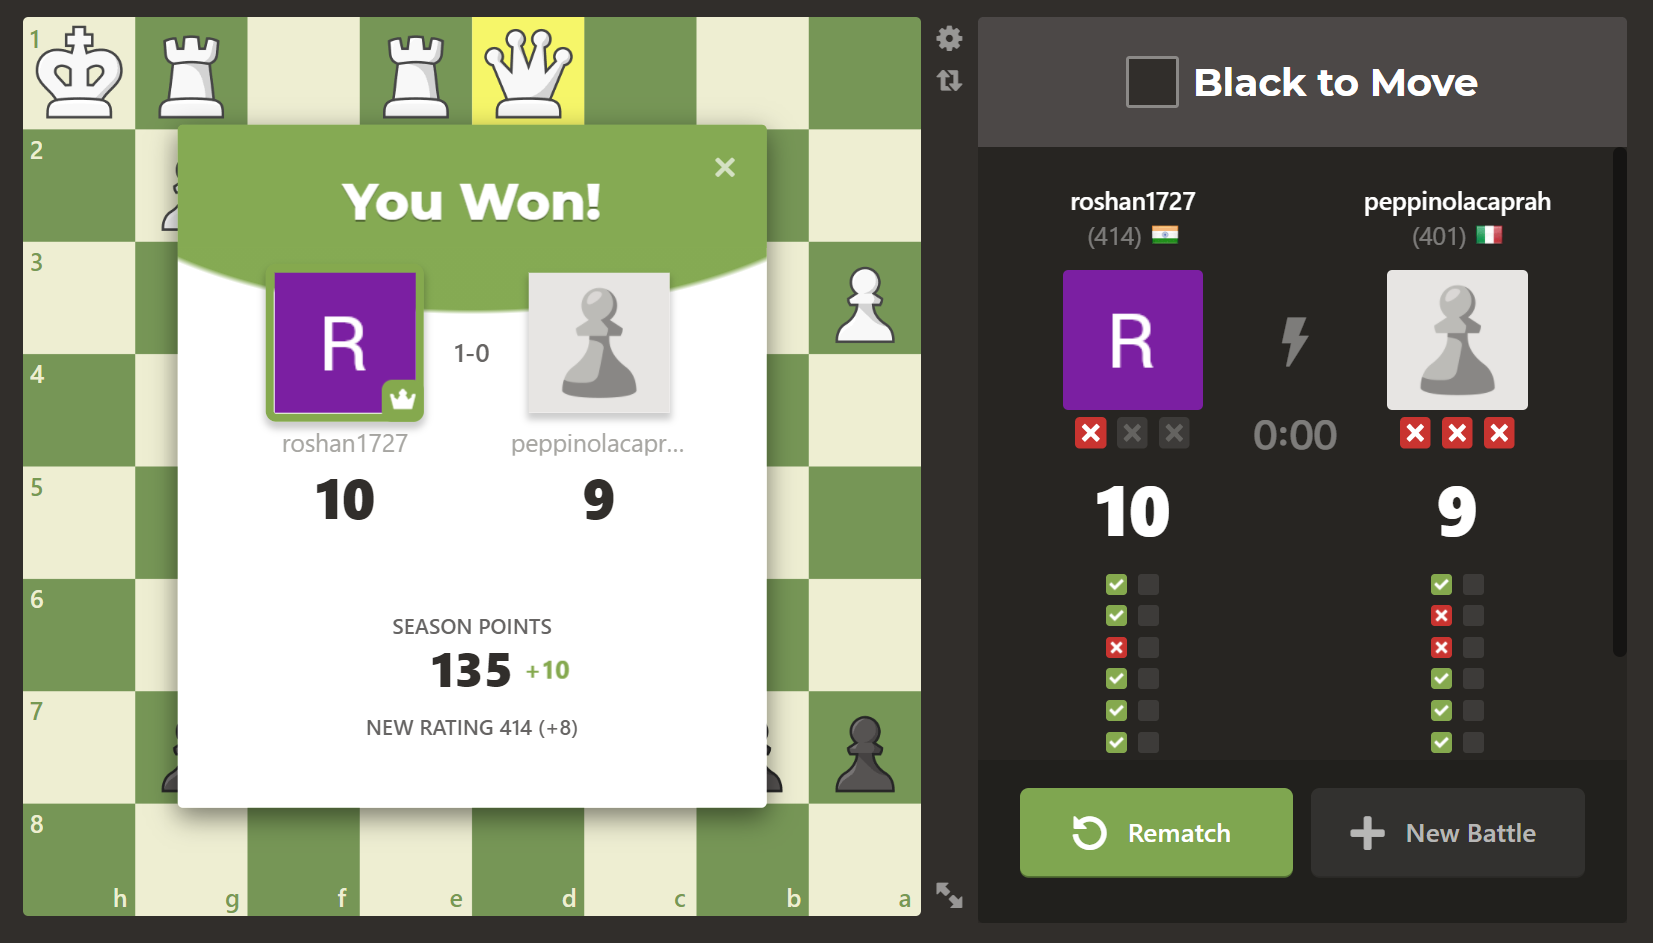 1
2
3
4
5
6
7
8
h g f e d c b a
You Won!
R
1-0
roshan1727
peppinolacapr...
10
9
SEASON POINTS
135 +10
NEW RATING 414 (+8)
Black to Move
roshan1727
(414)
peppinolacaprah
(401)
R
0:00
10
9
Rematch
New Battle